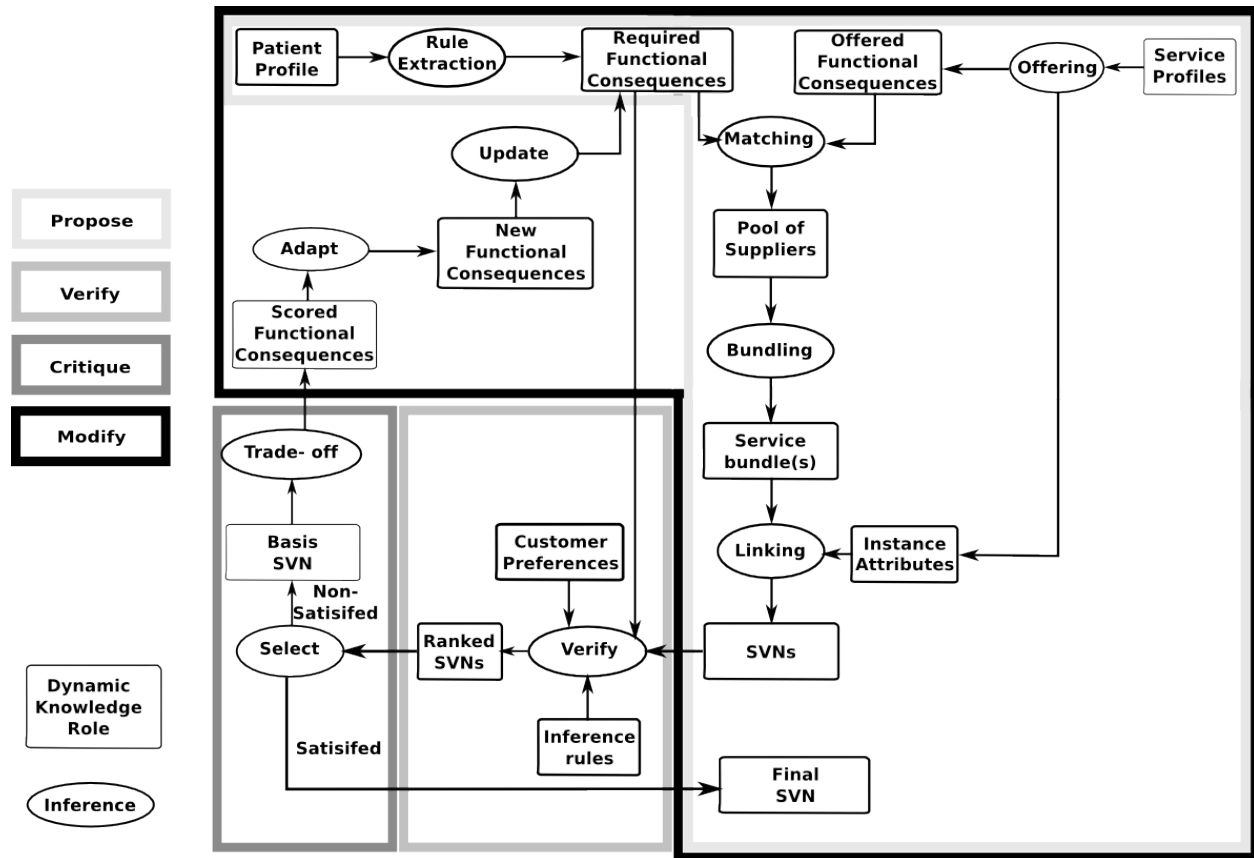 Patient
Profile
Rule
Extraction
Required
Functional
Consequences
Offered
Functional
Consequences
Offering
Service
Profiles
Matching
Update
Propose
Pool of
Suppliers
New
Functional
Consequences
Adapt
Verify
Scored
Functional
Consequences
Bundling
Critique
Modify
Trade- off
Service
bundle(s)
Basis
SVN
Customer
Preferences
Linking
Instance
Attributes
Non-
Satisifed
Select
Ranked
SVNs
Verify
SVNs
Dynamic
Knowledge
Role
Satisifed
Inference
rules
Final
SVN
Inference